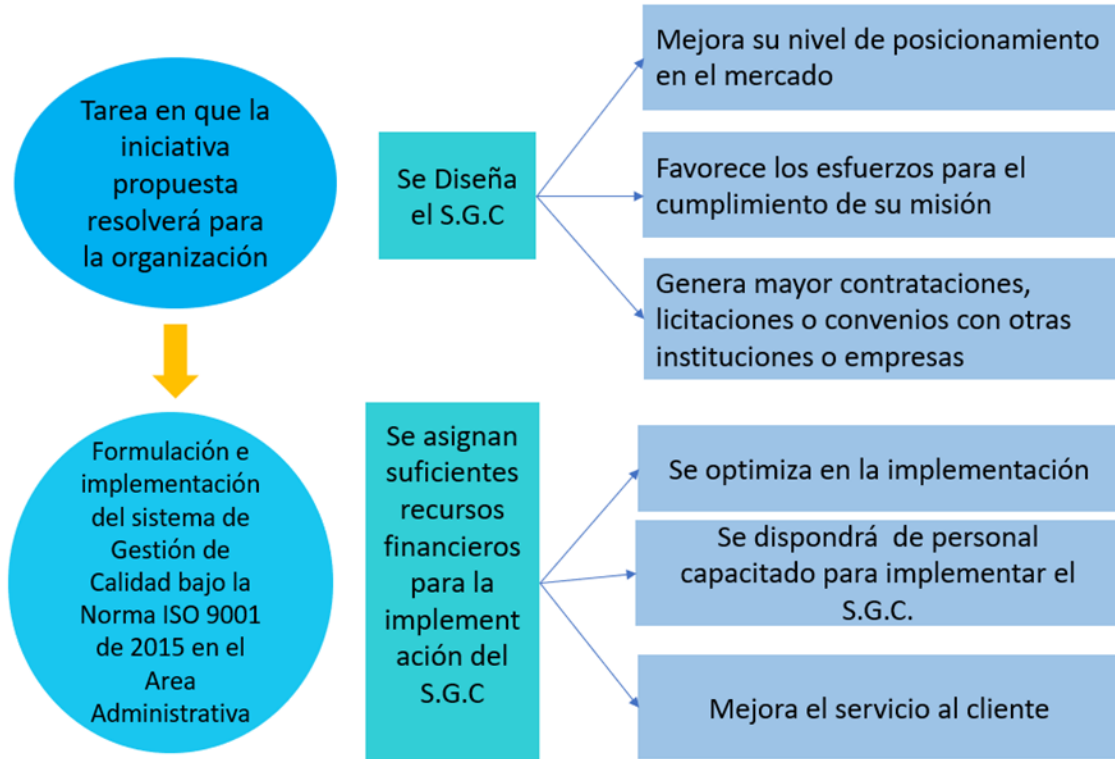 Tarea en que la
iniciativa
propuesta
resolverá para
la organización
Se Diseña
el S.G.C
Mejora su nivel de posicionamiento
en el mercado
Favorece los esfuerzos para el
cumplimiento de su misión
Genera mayor contrataciones,
licitaciones o convenios con otras
instituciones o empresas
Formulación e
implementación
del sistema de
Gestión de
Calidad bajo la
Norma ISO 9001
de 2015 en el
Area
Administrativa
Se asignan
suficientes
recursos
financieros
para la
implement
ación del
S.G.C
Se optimiza en la implementación
Se dispondrá  de personal
capacitado para implementar el
S.G.C.
Mejora el servicio al cliente